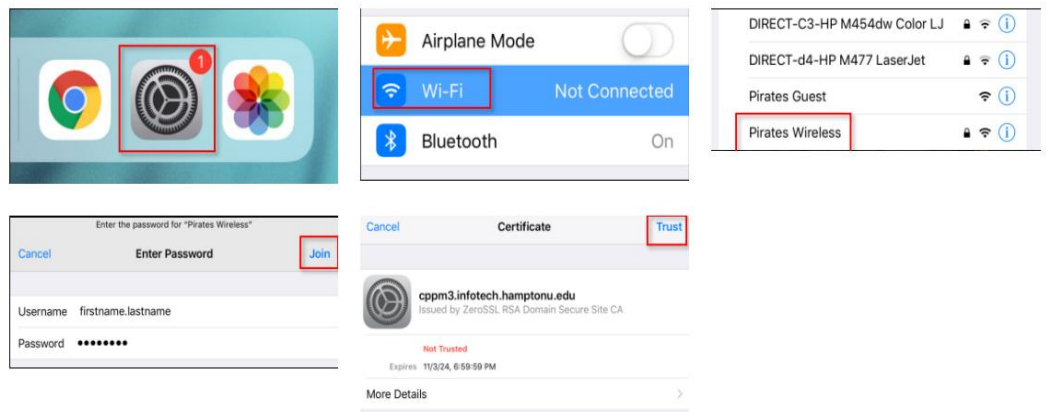 1
Airplane Mode
Wi-Fi Not Connected
Bluetooth On
DIRECT-C3-HP M454dw Color LJ
DIRECT-d4-HP M477 LaserJet
Pirates Guest
Pirates Wireless
Enter the password for "Pirates Wireless"
Cancel Enter Password Join
Username firstname.lastname
Password ••••••••
Cancel Certificate Trust
cppm3.infotech.hamptonu.edu
Issued by ZeroSSL RSA Domain Secure Site CA
Not Trusted
Expires 11/3/24, 6:59:59 PM
More Details